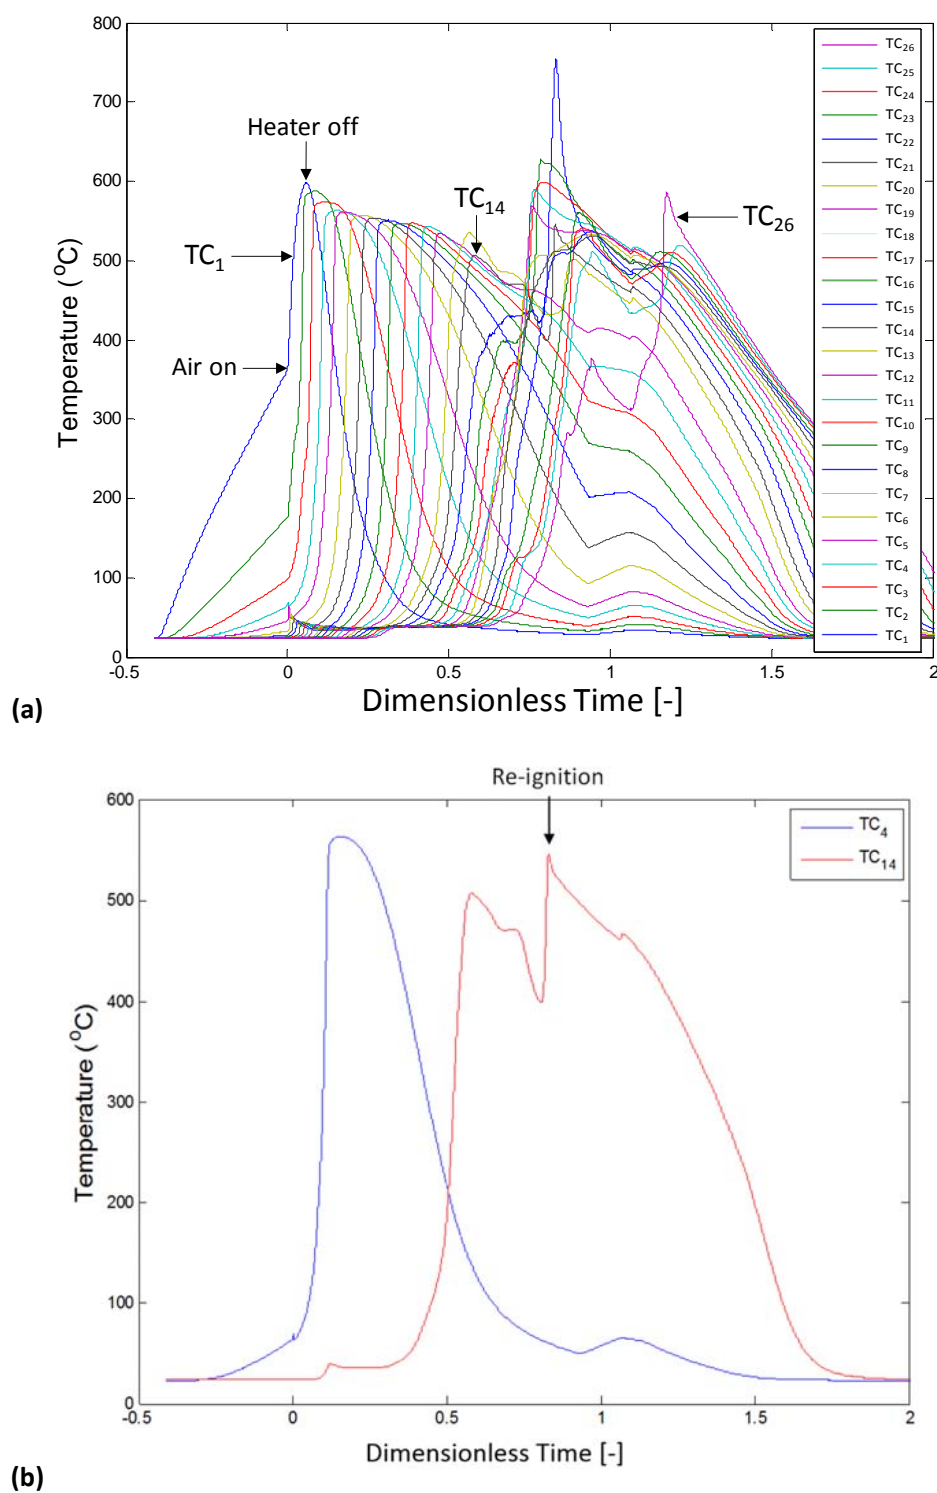 800
700
600
500
400
300
200
100
0
Temperature (°C)
Heater off
TC1
Air on
TC14
TC26
TC26
TC25
TC24
TC23
TC22
TC21
TC20
TC19
TC18
TC17
TC16
TC15
TC14
TC13
TC12
TC11
TC10
TC9
TC8
TC7
TC6
TC5
TC4
TC3
TC2
TC1
-0.5 0 0.5 1 1.5 2
Dimensionless Time [-]
(a)
Re-ignition
600
500
400
300
200
100
0
Temperature (°C)
TC4
TC14
-0.5 0 0.5 1 1.5 2
Dimensionless Time [-]
(b)